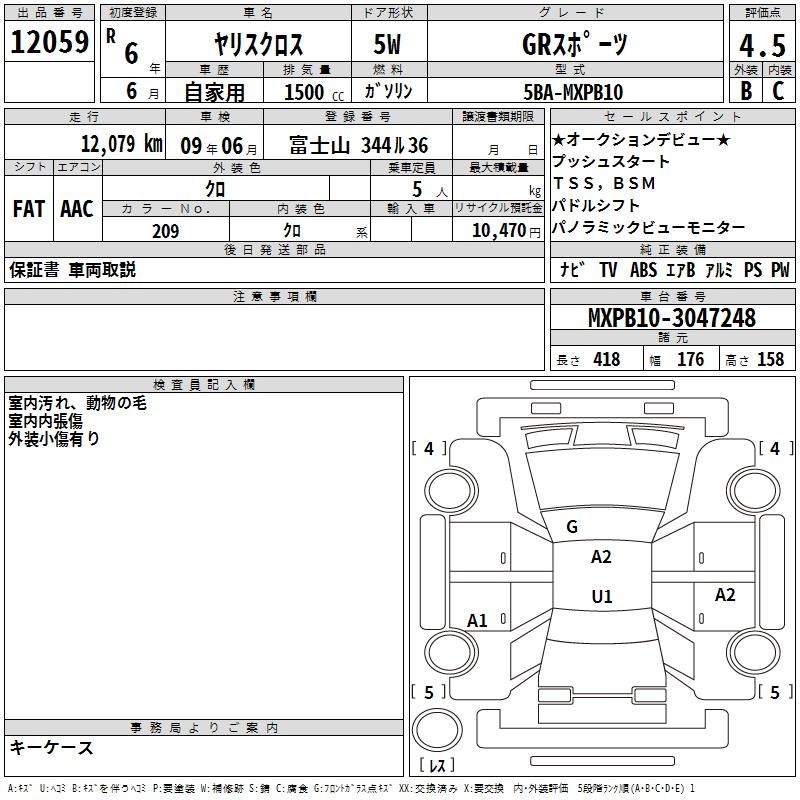 出品番号 初度登録 車名 ドア形状 グレード 評価点
12059 R 6 年 ヤリスクロス 5W GRスポーツ 4.5
車歴 排気量 燃料 型式 外装 内装
6 月 自家用 1500 CC ガソリン 5BA-MXPB10 B C
走行 車検 登録番号 譲渡書類期限 セールスポイント
12,079 km 09年06月 富士山 344ル36 月 日
★オークションデビュー★
プッシュスタート
TSS，BSM
パドルシフト
パノラミックビューモニター
シフト エアコン 外装色 乗車定員 最大積載量
FAT AAC クロ 5 人 kg
カラーNo. 内装色 輸入車 リサイクル預託金
209 クロ 系 10,470円
後日発送部品 純正装備
保証書 車両取説 ナビ TV ABS エアB アルミ PS PW
注意事項欄 車台番号
MXPB10-3047248
諸元
長さ 418 幅 176 高さ 158
検査員記入欄
室内汚れ、動物の毛
室内内張傷
外装小傷有り
[ 4 ] [ 4 ]
G
A2
U1
A2
A1
[ 5 ] [ 5 ]
[ レス ]
事務局よりご案内
キーケース
A:キズ U:ヘコミ B:キズを伴うヘコミ P:要塗装 W:補修跡 S:錆 C:腐食 G:フロントガラス点キズ XX:交換済み X:要交換 内・外装評価 5段階ランク順(A・B・C・D・E) 1